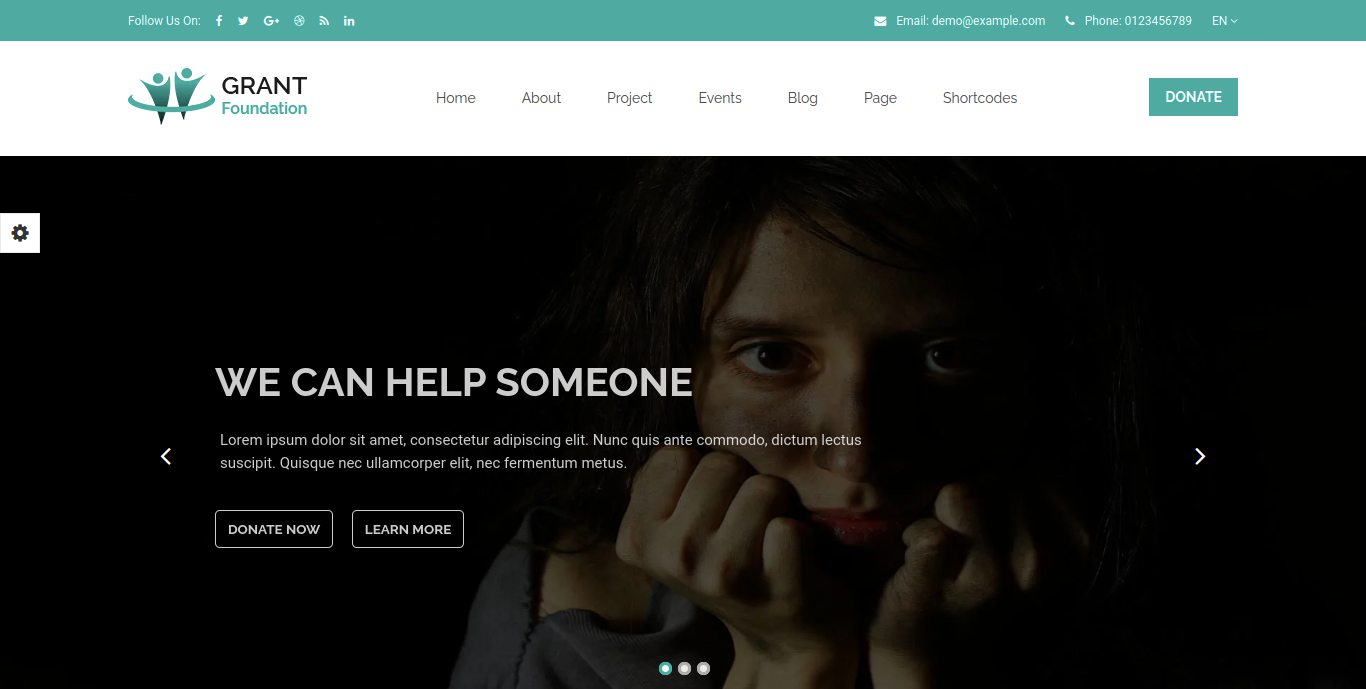 Follow Us On:
Email: demo@example.com
Phone: 0123456789
EN
GRANT
Foundation
Home
About
Project
Events
Blog
Page
Shortcodes
DONATE
WE CAN HELP SOMEONE
Lorem ipsum dolor sit amet, consectetur adipiscing elit. Nunc quis ante commodo, dictum lectus
suscipit. Quisque nec ullamcorper elit, nec fermentum metus.
DONATE NOW
LEARN MORE